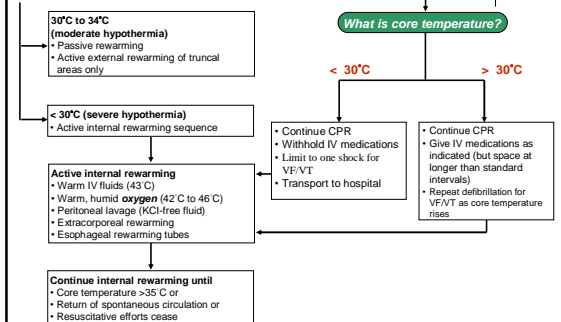 30°C to 34°C
(moderate hypothermia)
• Passive rewarming
• Active external rewarming of truncal
areas only
What is core temperature?
< 30°C
> 30°C
< 30°C (severe hypothermia)
• Active internal rewarming sequence
• Continue CPR
• Withhold IV medications
• Limit to one shock for
VF/VT
• Transport to hospital
• Continue CPR
• Give IV medications as
indicated (but space at
longer than standard
intervals)
• Repeat defibrillation for
VF/VT as core temperature
rises
Active internal rewarming
• Warm IV fluids (43°C)
• Warm, humid oxygen (42°C to 46°C)
• Peritoneal lavage (KCl-free fluid)
• Extracorporeal rewarming
• Esophageal rewarming tubes
Continue internal rewarming until
• Core temperature >35°C or
• Return of spontaneous circulation or
• Resuscitative efforts cease